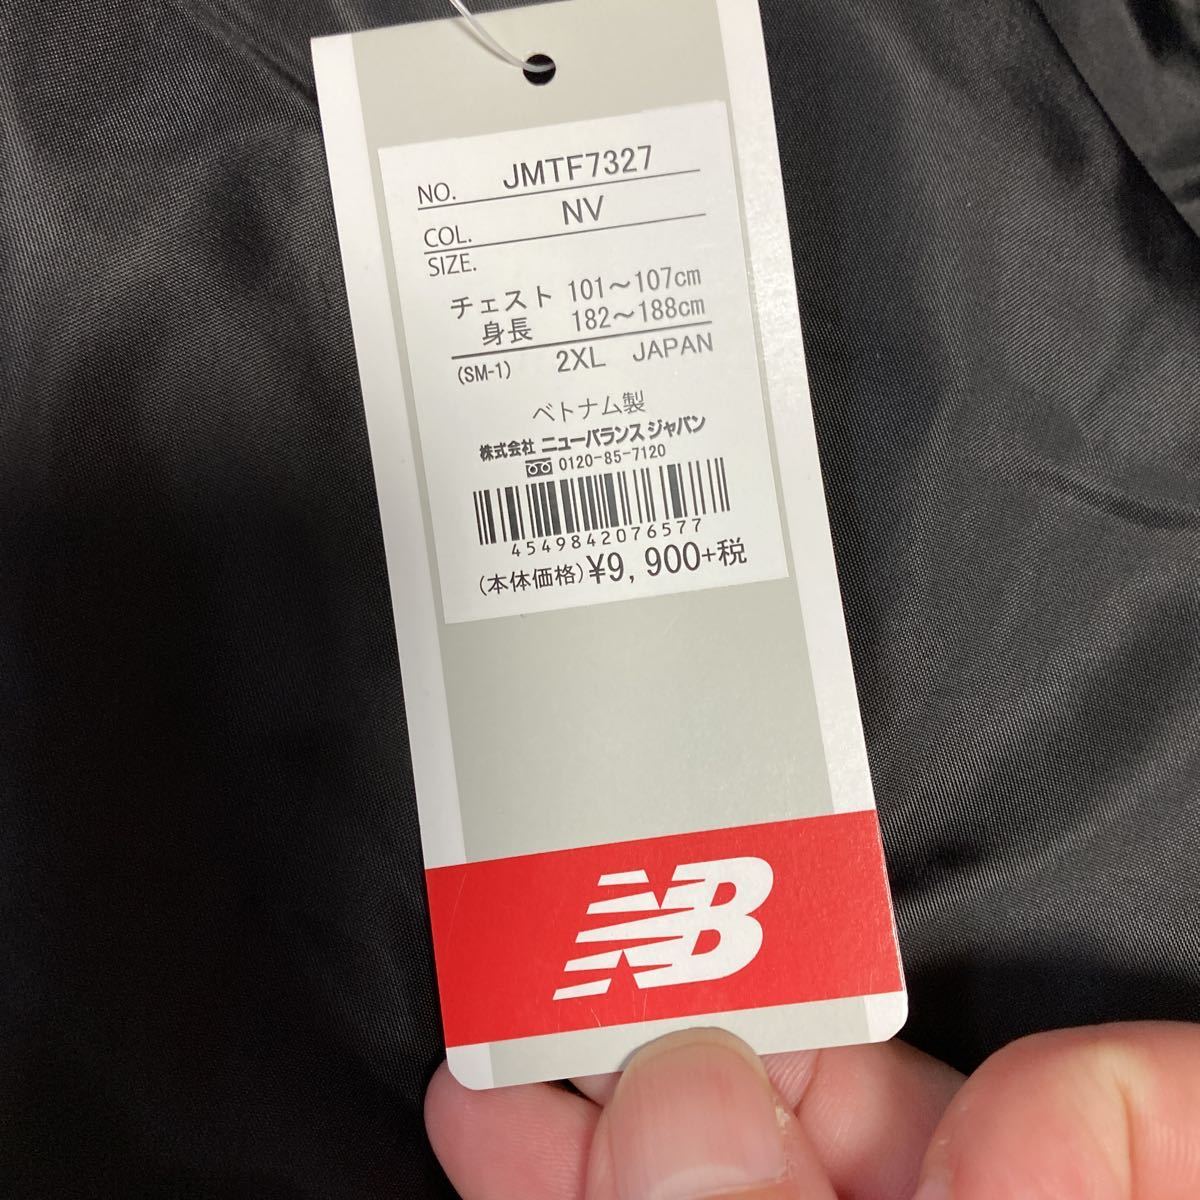 NO. JMTF7327
COL. NV
SIZE.
チェスト 101～107cm
身長 182～188cm
(SM-1) 2XL JAPAN
ベトナム製
株式会社 ニューバランス ジャパン
0120-85-7120
4549842076577
(本体価格)¥9,900+税
NB